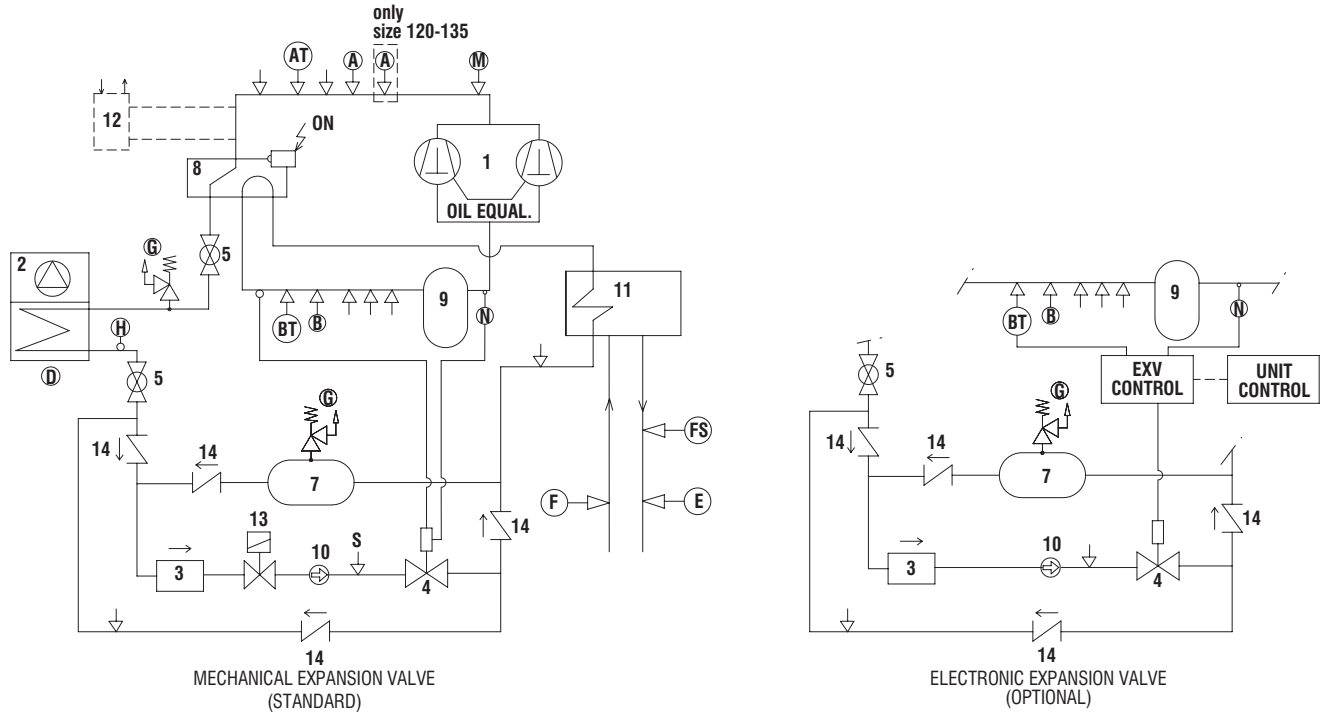 only
size 120-135
AT
A
A
M
12
ON
8
1
OIL EQUAL.
2
G
5
9
11
BT
B
N
H
D
5
G
FS
14
14
7
F
E
13
14
S
10
3
4
14
MECHANICAL EXPANSION VALVE
(STANDARD)
9
BT
B
N
EXV
CONTROL
UNIT
CONTROL
5
G
14
14
7
14
10
3
4
14
ELECTRONIC EXPANSION VALVE
(OPTIONAL)